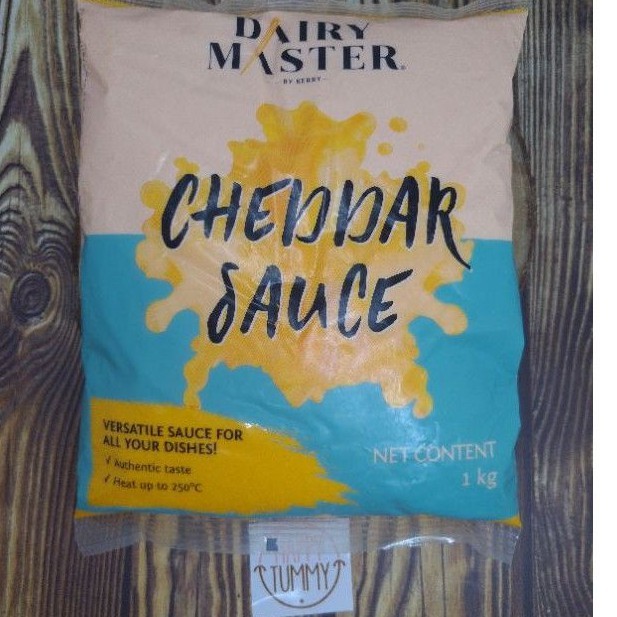 DAIRY
MASTER®
BY KERRY
CHEDDAR
SAUCE
VERSATILE SAUCE FOR
ALL YOUR DISHES!
✓ Authentic taste
✓ Heat up to 250°C
NET CONTENT
1 kg
TUMMY